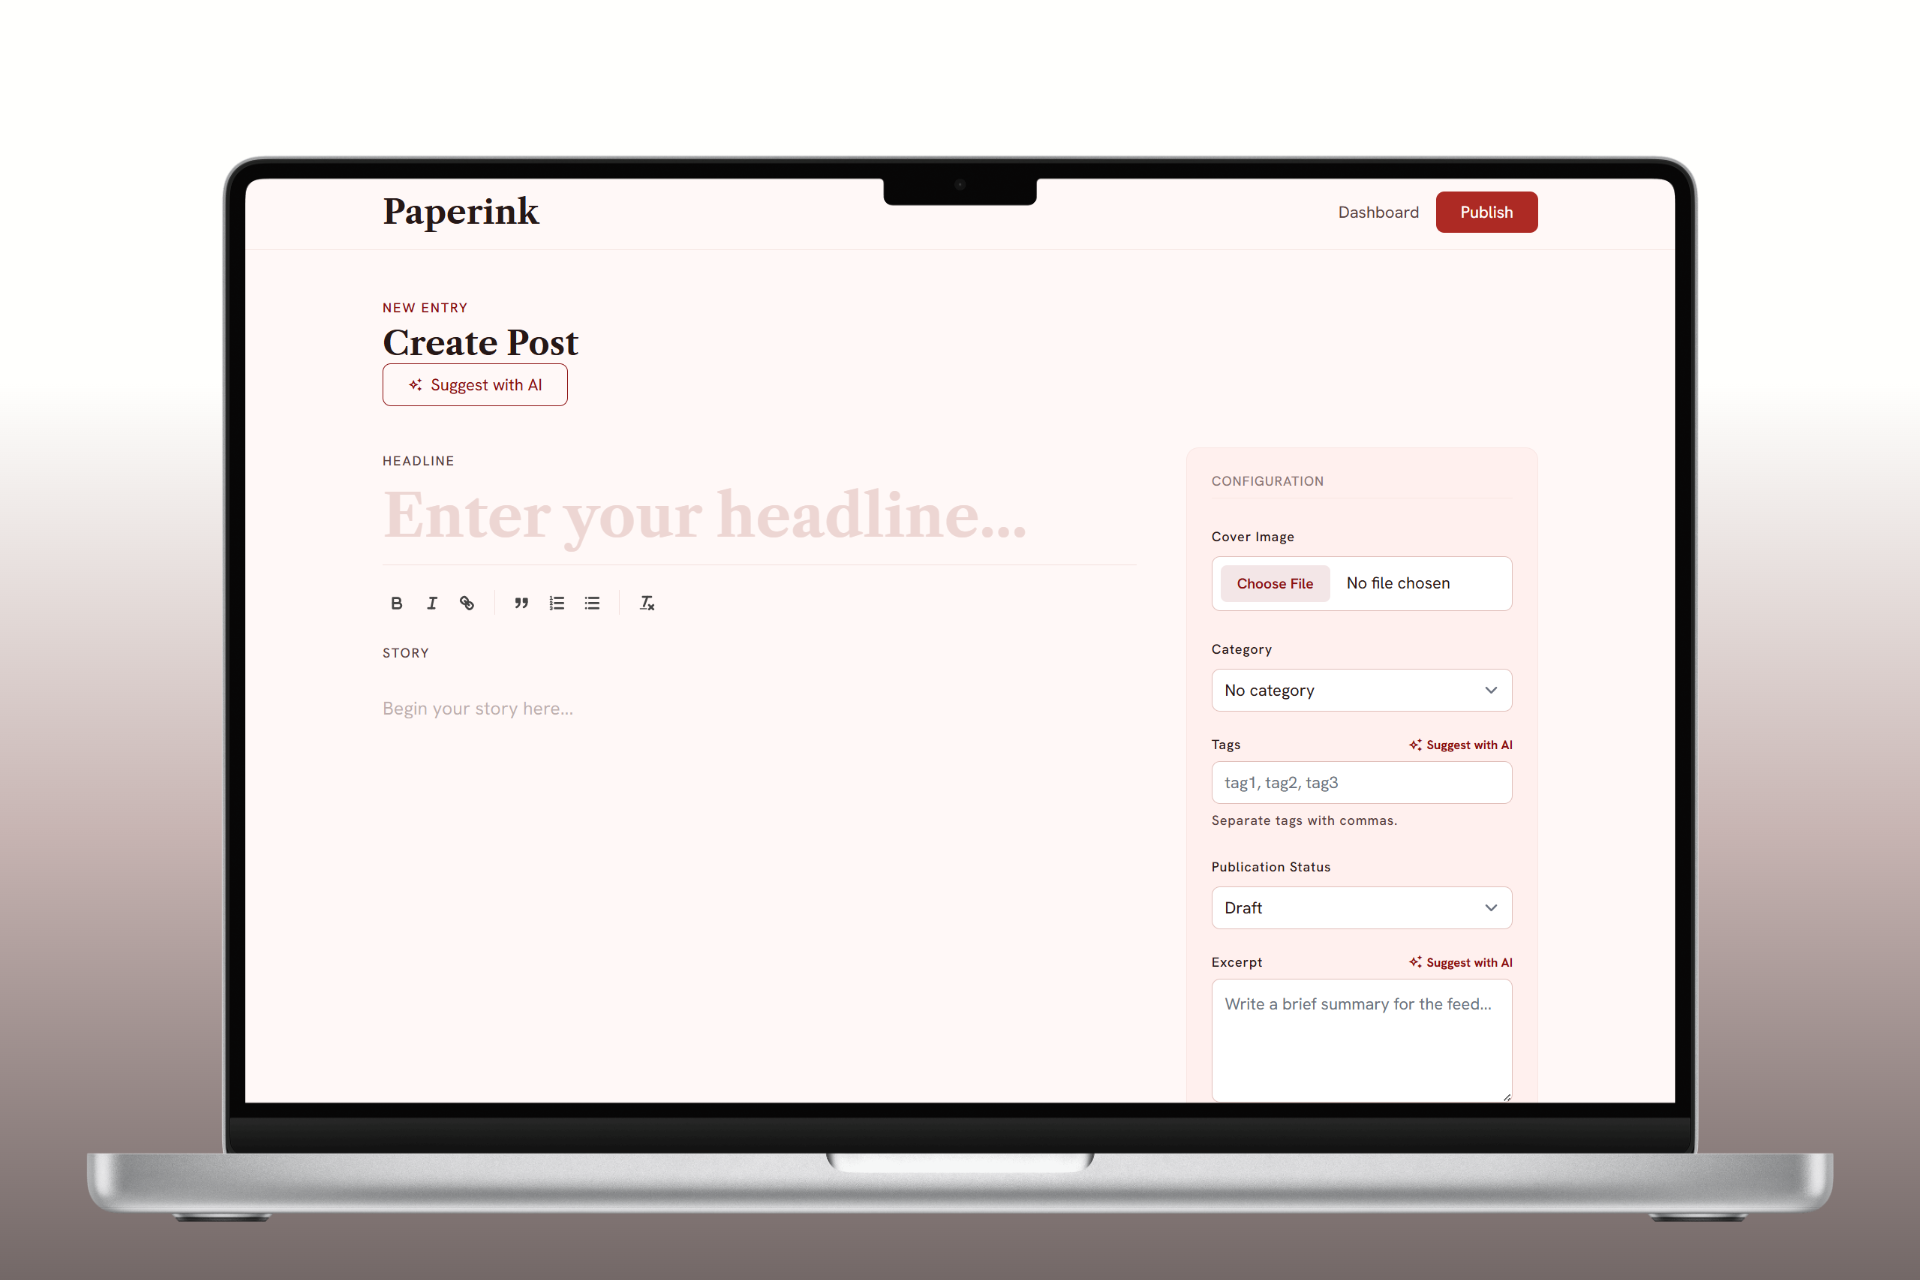 Paperink
Dashboard
Publish
NEW ENTRY
Create Post
Suggest with AI
HEADLINE
Enter your headline...
B I
STORY
Begin your story here...
CONFIGURATION
Cover Image
Choose File No file chosen
Category
No category
Tags
Suggest with AI
tag1, tag2, tag3
Separate tags with commas.
Publication Status
Draft
Excerpt
Suggest with AI
Write a brief summary for the feed...